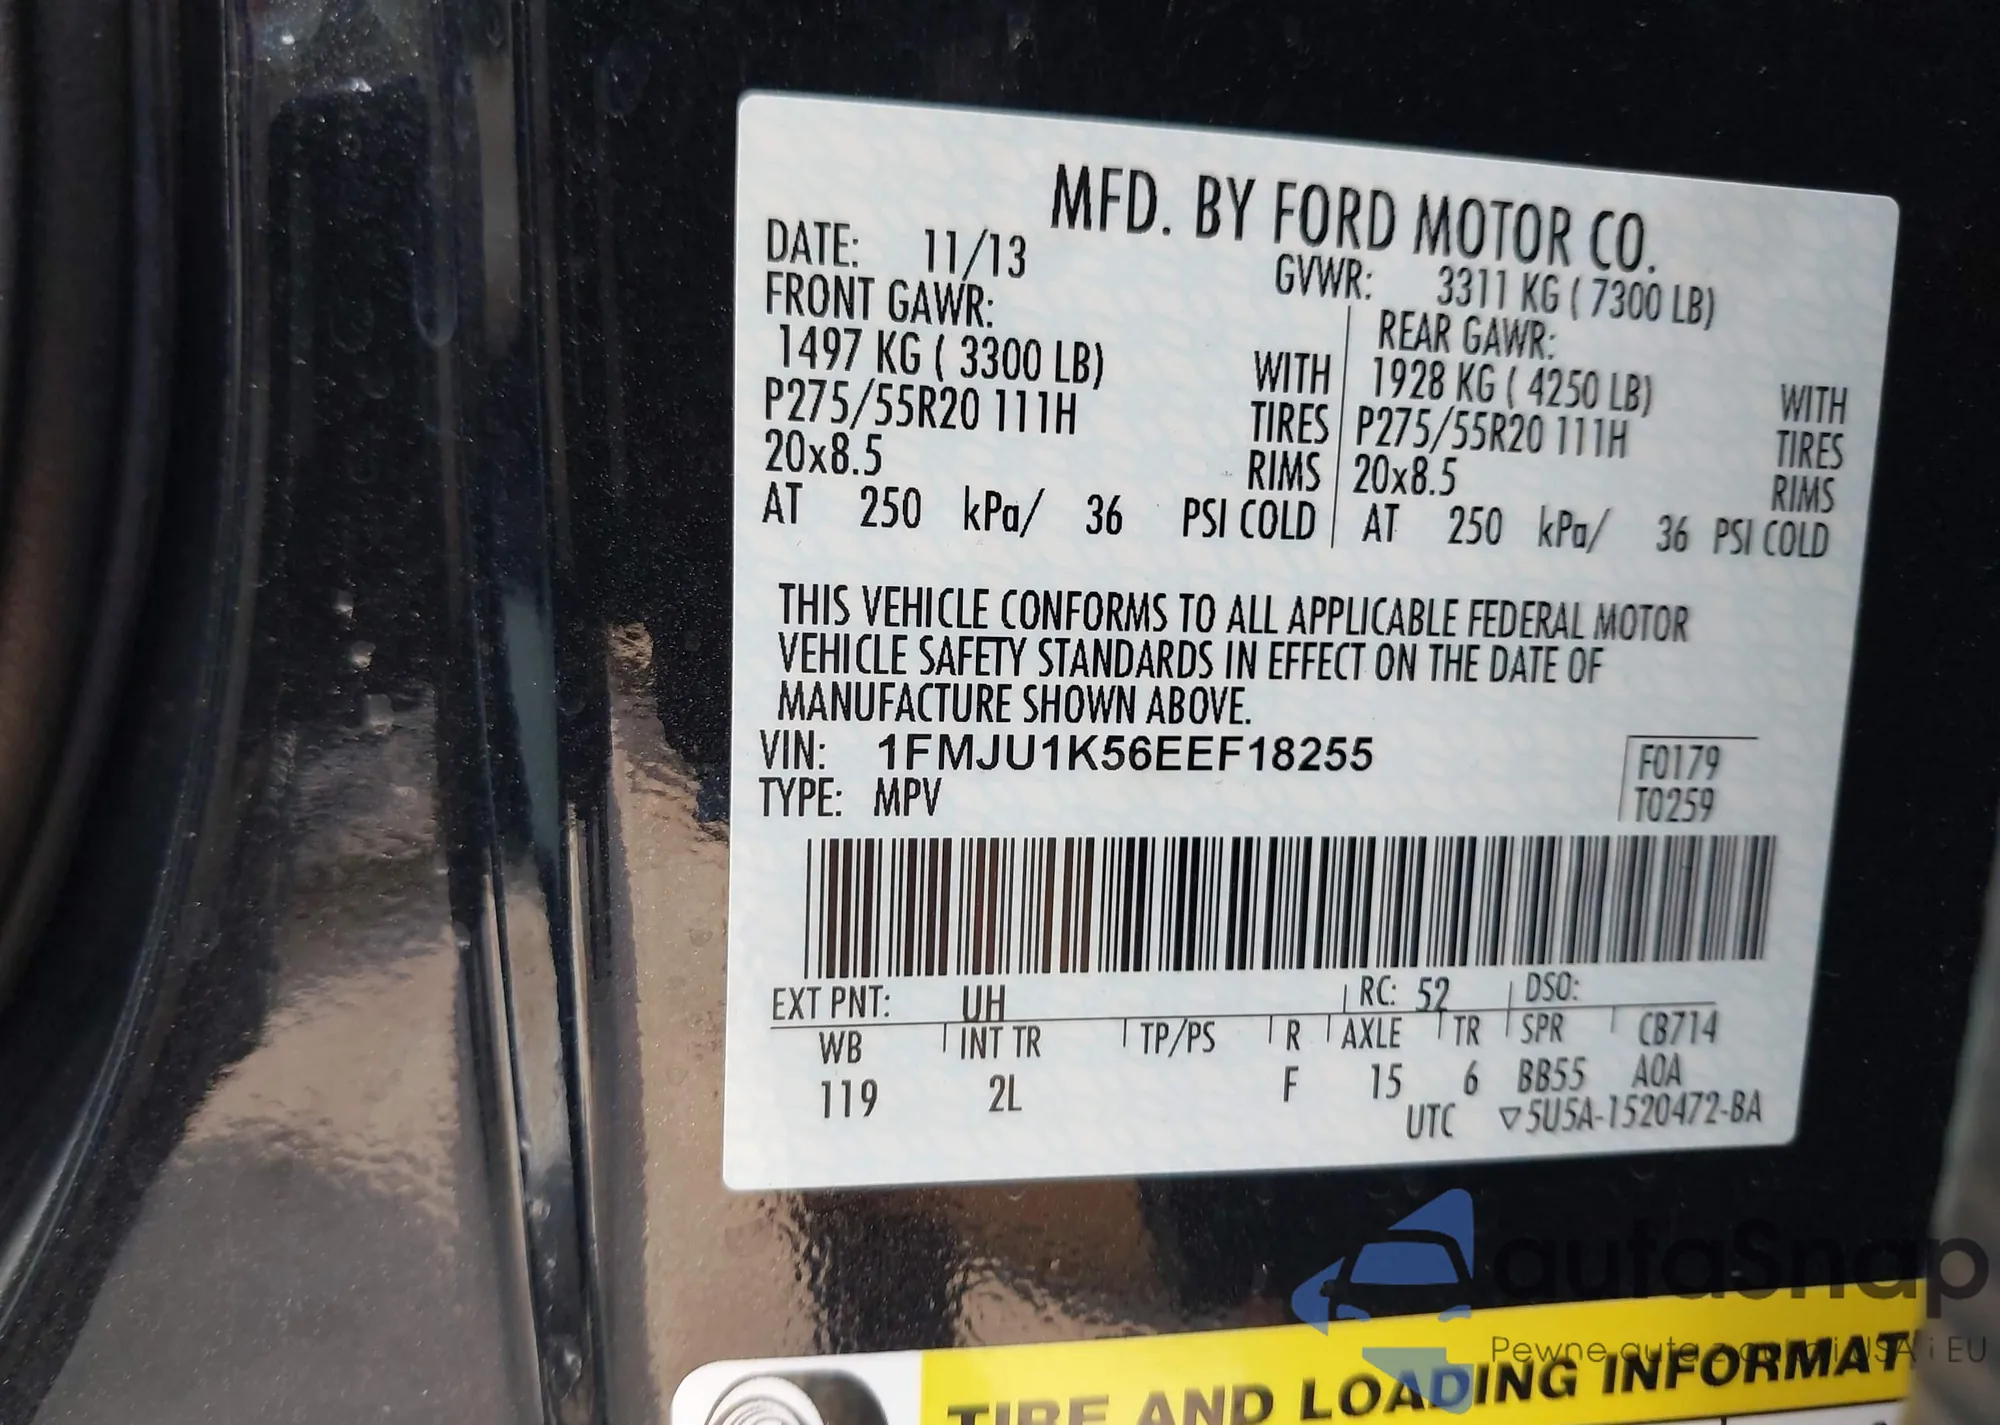 MFD. BY FORD MOTOR CO.
DATE: 11/13 GVWR: 3311 KG ( 7300 LB)
FRONT GAWR: REAR GAWR:
1497 KG ( 3300 LB) WITH 1928 KG ( 4250 LB) WITH
P275/55R20 111H TIRES P275/55R20 111H TIRES
20x8.5 RIMS 20x8.5 RIMS
AT 250 kPa/ 36 PSI COLD AT 250 kPa/ 36 PSI COLD
THIS VEHICLE CONFORMS TO ALL APPLICABLE FEDERAL MOTOR
VEHICLE SAFETY STANDARDS IN EFFECT ON THE DATE OF
MANUFACTURE SHOWN ABOVE.
VIN: 1FMJU1K56EEF18255 F0179
TYPE: MPV T0259
EXT PNT: UH RC: 52 DSO:
WB INT TR TP/PS R AXLE TR SPR CB714
119 2L F 15 6 BB55 A0A
UTC ▽5U5A-1520472-BA
autaSnap
Pewne auta z USA i EU
TIRE AND LOADING INFORMAT